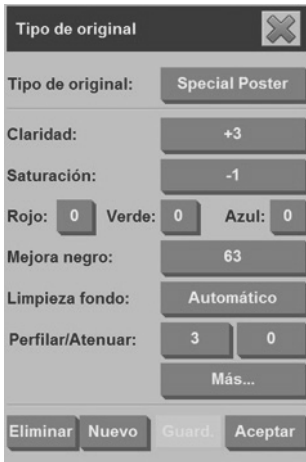 Tipo de original
Tipo de original: Special Poster
Claridad: +3
Saturación: -1
Rojo: 0 Verde: 0 Azul: 0
Mejora negro: 63
Limpieza fondo: Automático
Perfilar/Atenuar: 3 0
Más...
Eliminar Nuevo Guard. Aceptar